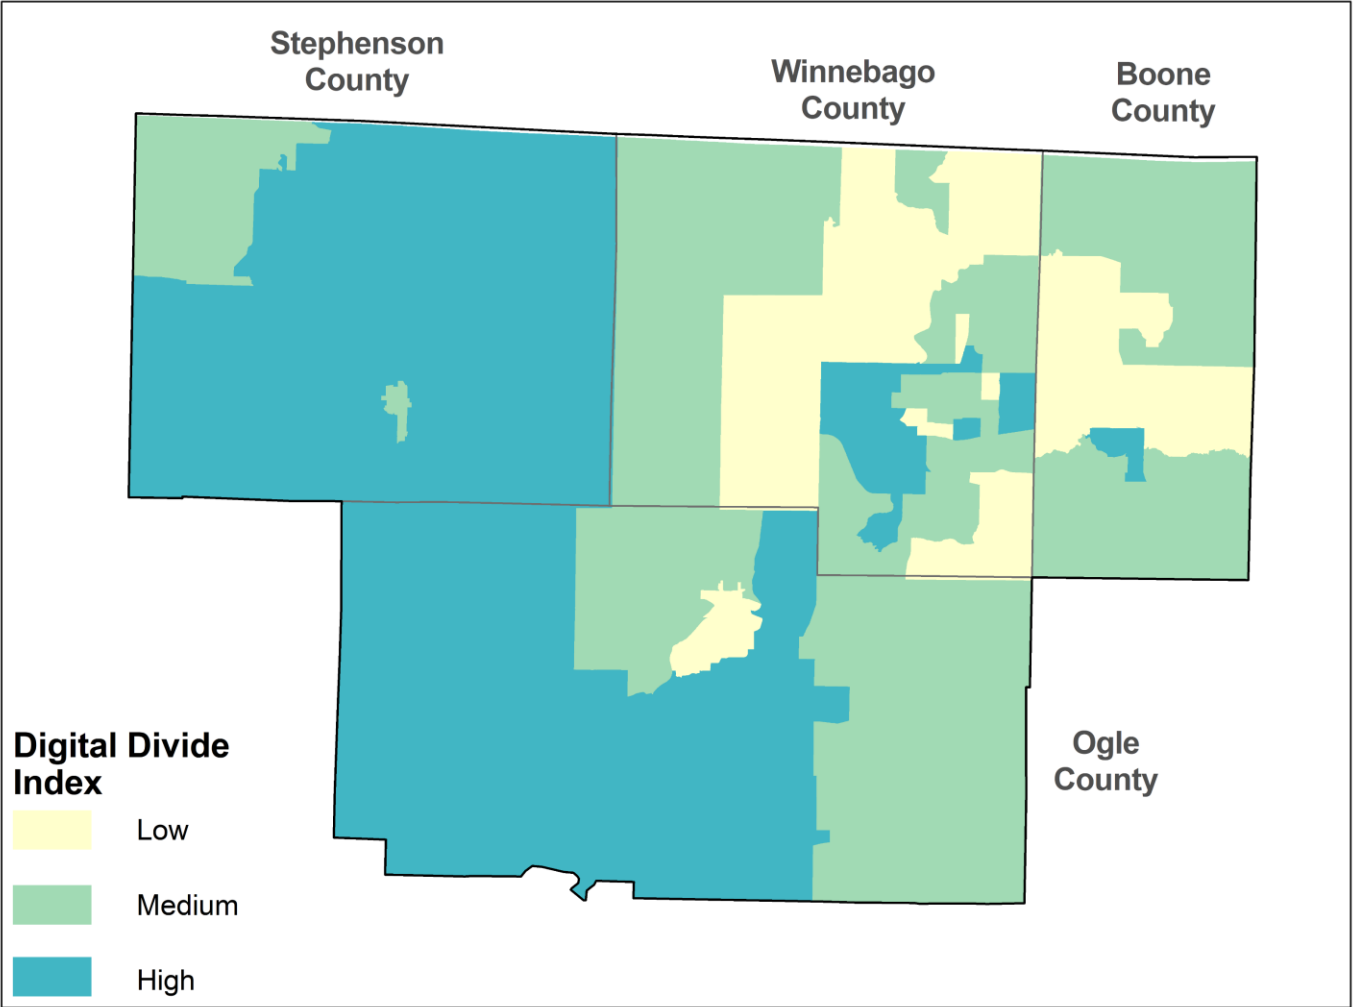 Stephenson
County
Winnebago
County
Boone
County
Ogle
County
Digital Divide
Index
Low
Medium
High